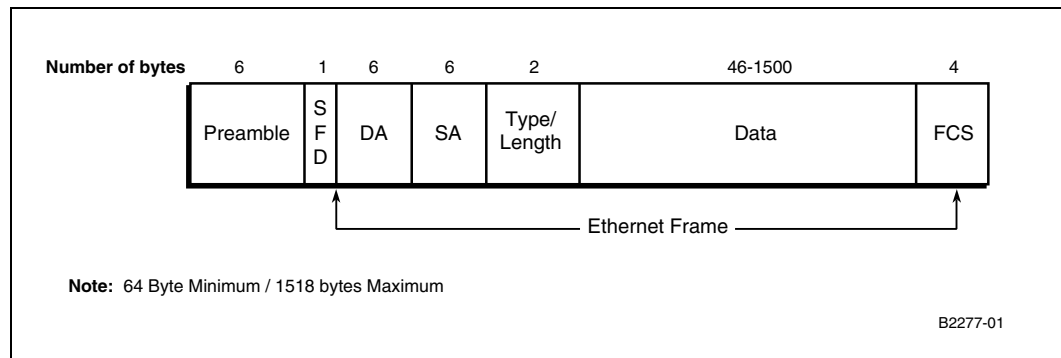 Number of bytes 6 1 6 6 2 46-1500 4
Preamble
S
F
D
DA
SA
Type/
Length
Data
FCS
Ethernet Frame
Note: 64 Byte Minimum / 1518 bytes Maximum
B2277-01